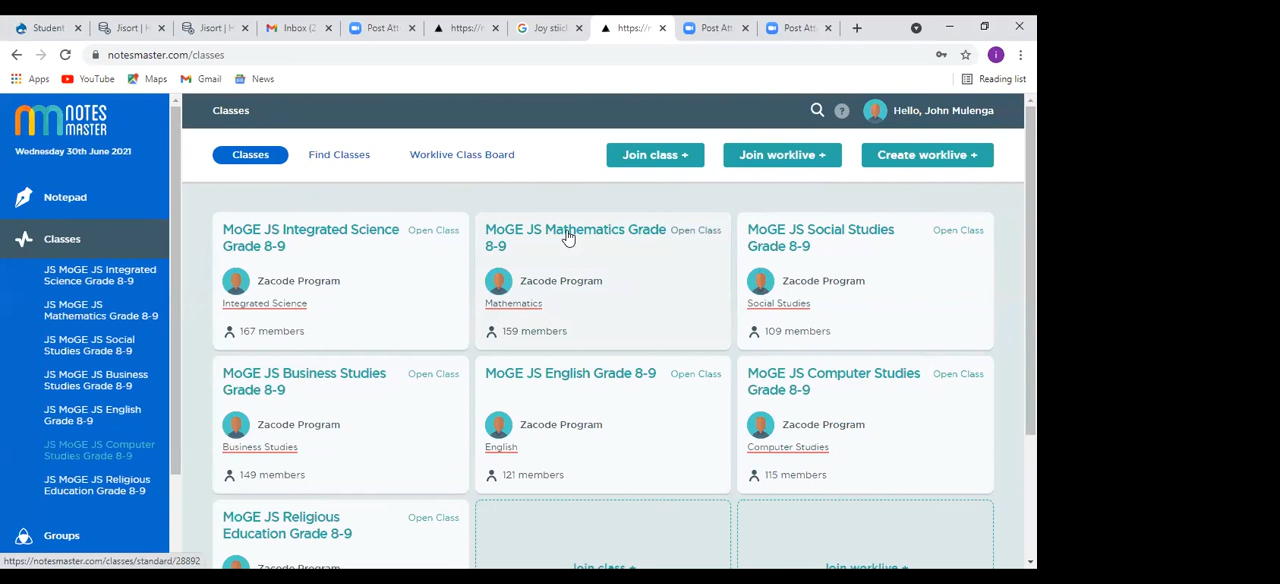 Student
Jisort | H
Jisort | H
Inbox (2
Post Att
https://r
Joy stiic
https://r
Post Att
Post Att
notesmaster.com/classes
i
Apps
YouTube
Maps
Gmail
News
Reading list
NOTES
MASTER
Wednesday 30th June 2021
Notepad
Classes
JS MoGE JS Integrated
Science Grade 8-9
JS MoGE JS
Mathematics Grade 8-9
JS MoGE JS Social
Studies Grade 8-9
JS MoGE JS Business
Studies Grade 8-9
JS MoGE JS English
Grade 8-9
JS MoGE JS Computer
Studies Grade 8-9
JS MoGE JS Religious
Education Grade 8-9
Groups
https://notesmaster.com/classes/standard/28892
Classes
?
Hello, John Mulenga
Classes
Find Classes
Worklive Class Board
Join class +
Join worklive +
Create worklive +
MoGE JS Integrated Science
Grade 8-9
Open Class
Zacode Program
Integrated Science
167 members
MoGE JS Mathematics Grade
8-9
Open Class
Zacode Program
Mathematics
159 members
MoGE JS Social Studies
Grade 8-9
Open Class
Zacode Program
Social Studies
109 members
MoGE JS Business Studies
Grade 8-9
Open Class
Zacode Program
Business Studies
149 members
MoGE JS English Grade 8-9
Open Class
Zacode Program
English
121 members
MoGE JS Computer Studies
Grade 8-9
Open Class
Zacode Program
Computer Studies
115 members
MoGE JS Religious
Education Grade 8-9
Open Class
Zacode Program
Join class +
Join worklive +